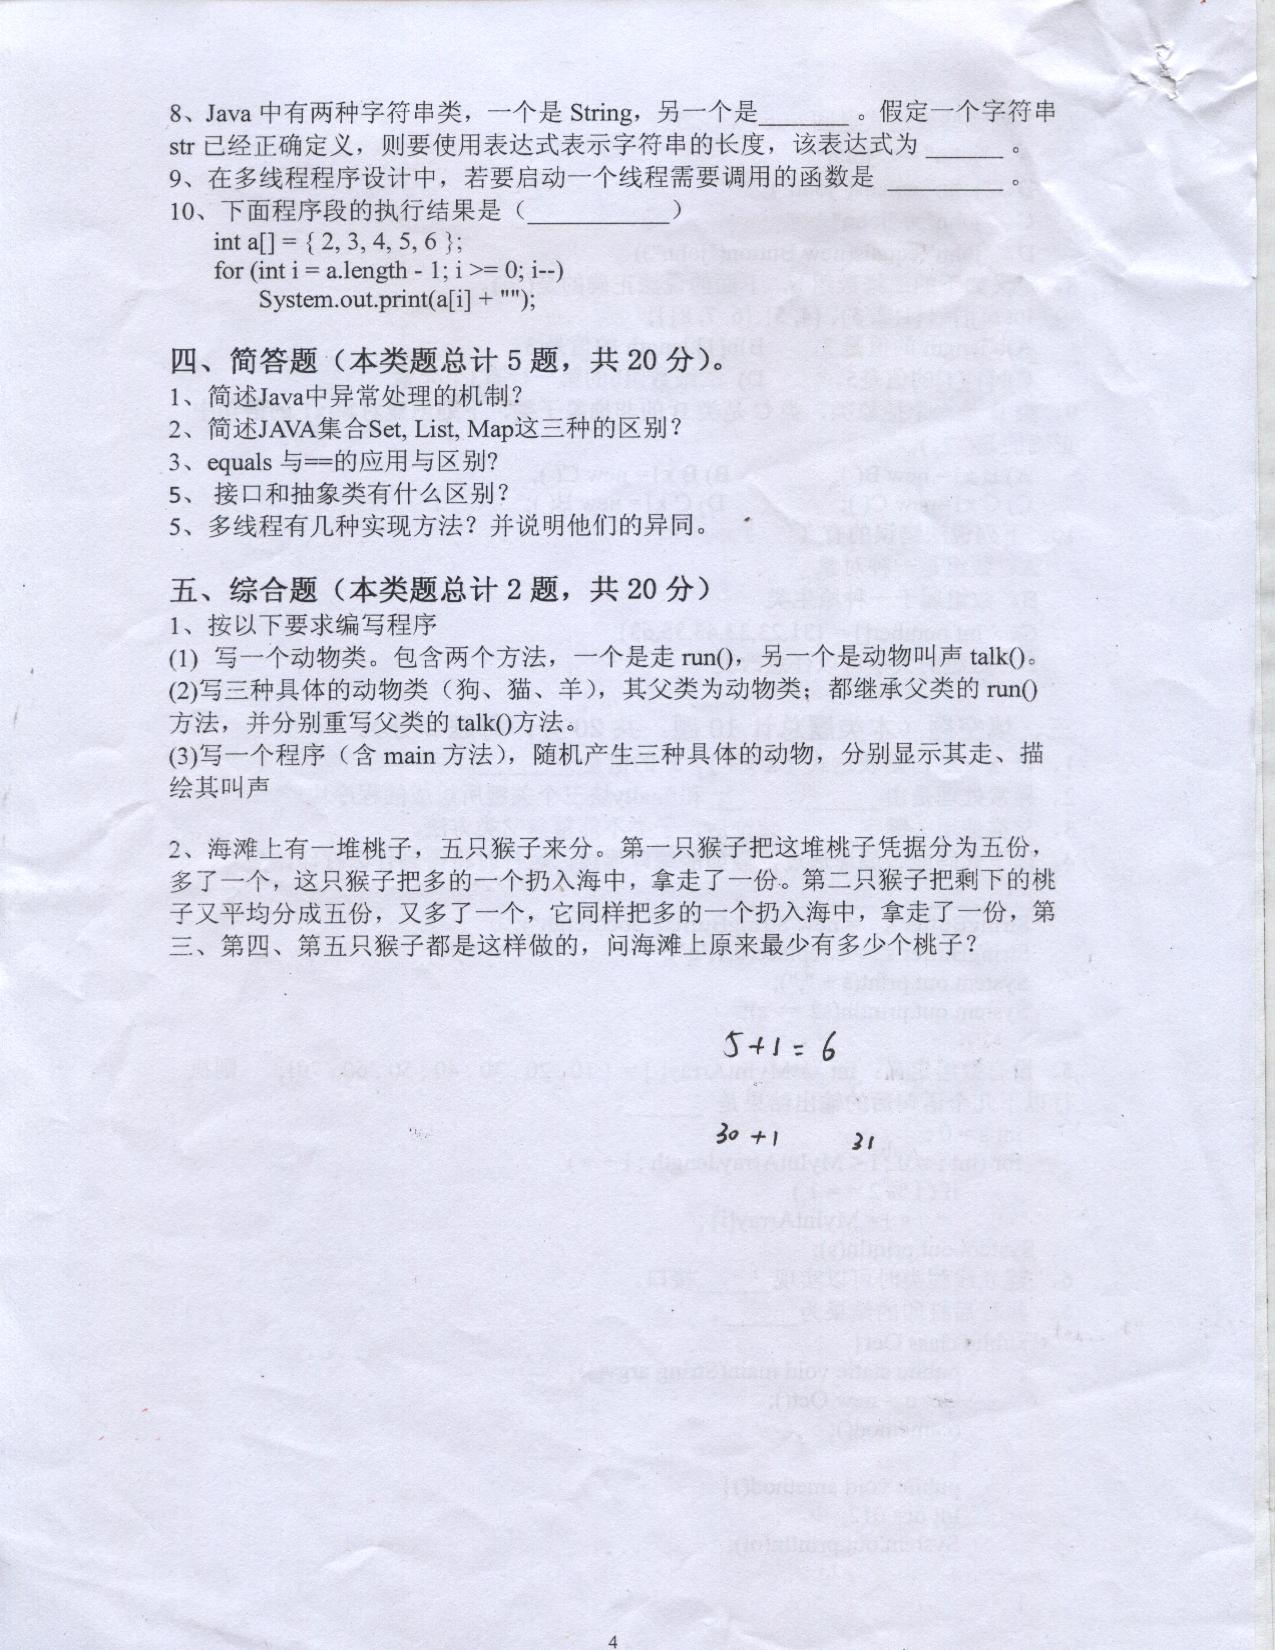 8、Java 中有两种字符串类，一个是 String，另一个是________ 。假定一个字符串
str 已经正确定义，则要使用表达式表示字符串的长度，该表达式为 _______ 。
9、在多线程程序设计中，若要启动一个线程需要调用的函数是 __________ 。
10、下面程序段的执行结果是（____________）
int a[] = { 2, 3, 4, 5, 6 };
for (int i = a.length - 1; i >= 0; i--)
System.out.print(a[i] + "");
四、简答题（本类题总计 5 题，共 20 分）。
1、简述Java中异常处理的机制？
2、简述JAVA集合Set, List, Map这三种的区别？
3、equals 与==的应用与区别?
5、 接口和抽象类有什么区别？
5、多线程有几种实现方法？并说明他们的异同。
五、综合题（本类题总计 2 题，共 20 分）
1、按以下要求编写程序
(1) 写一个动物类。包含两个方法，一个是走 run()，另一个是动物叫声 talk()。
(2)写三种具体的动物类（狗、猫、羊），其父类为动物类；都继承父类的 run()
方法，并分别重写父类的 talk()方法。
(3)写一个程序（含 main 方法），随机产生三种具体的动物，分别显示其走、描
绘其叫声
2、海滩上有一堆桃子，五只猴子来分。第一只猴子把这堆桃子凭据分为五份，
多了一个，这只猴子把多的一个扔入海中，拿走了一份。第二只猴子把剩下的桃
子又平均分成五份，又多了一个，它同样把多的一个扔入海中，拿走了一份，第
三、第四、第五只猴子都是这样做的，问海滩上原来最少有多少个桃子？
5+1=6
30+1 31
4